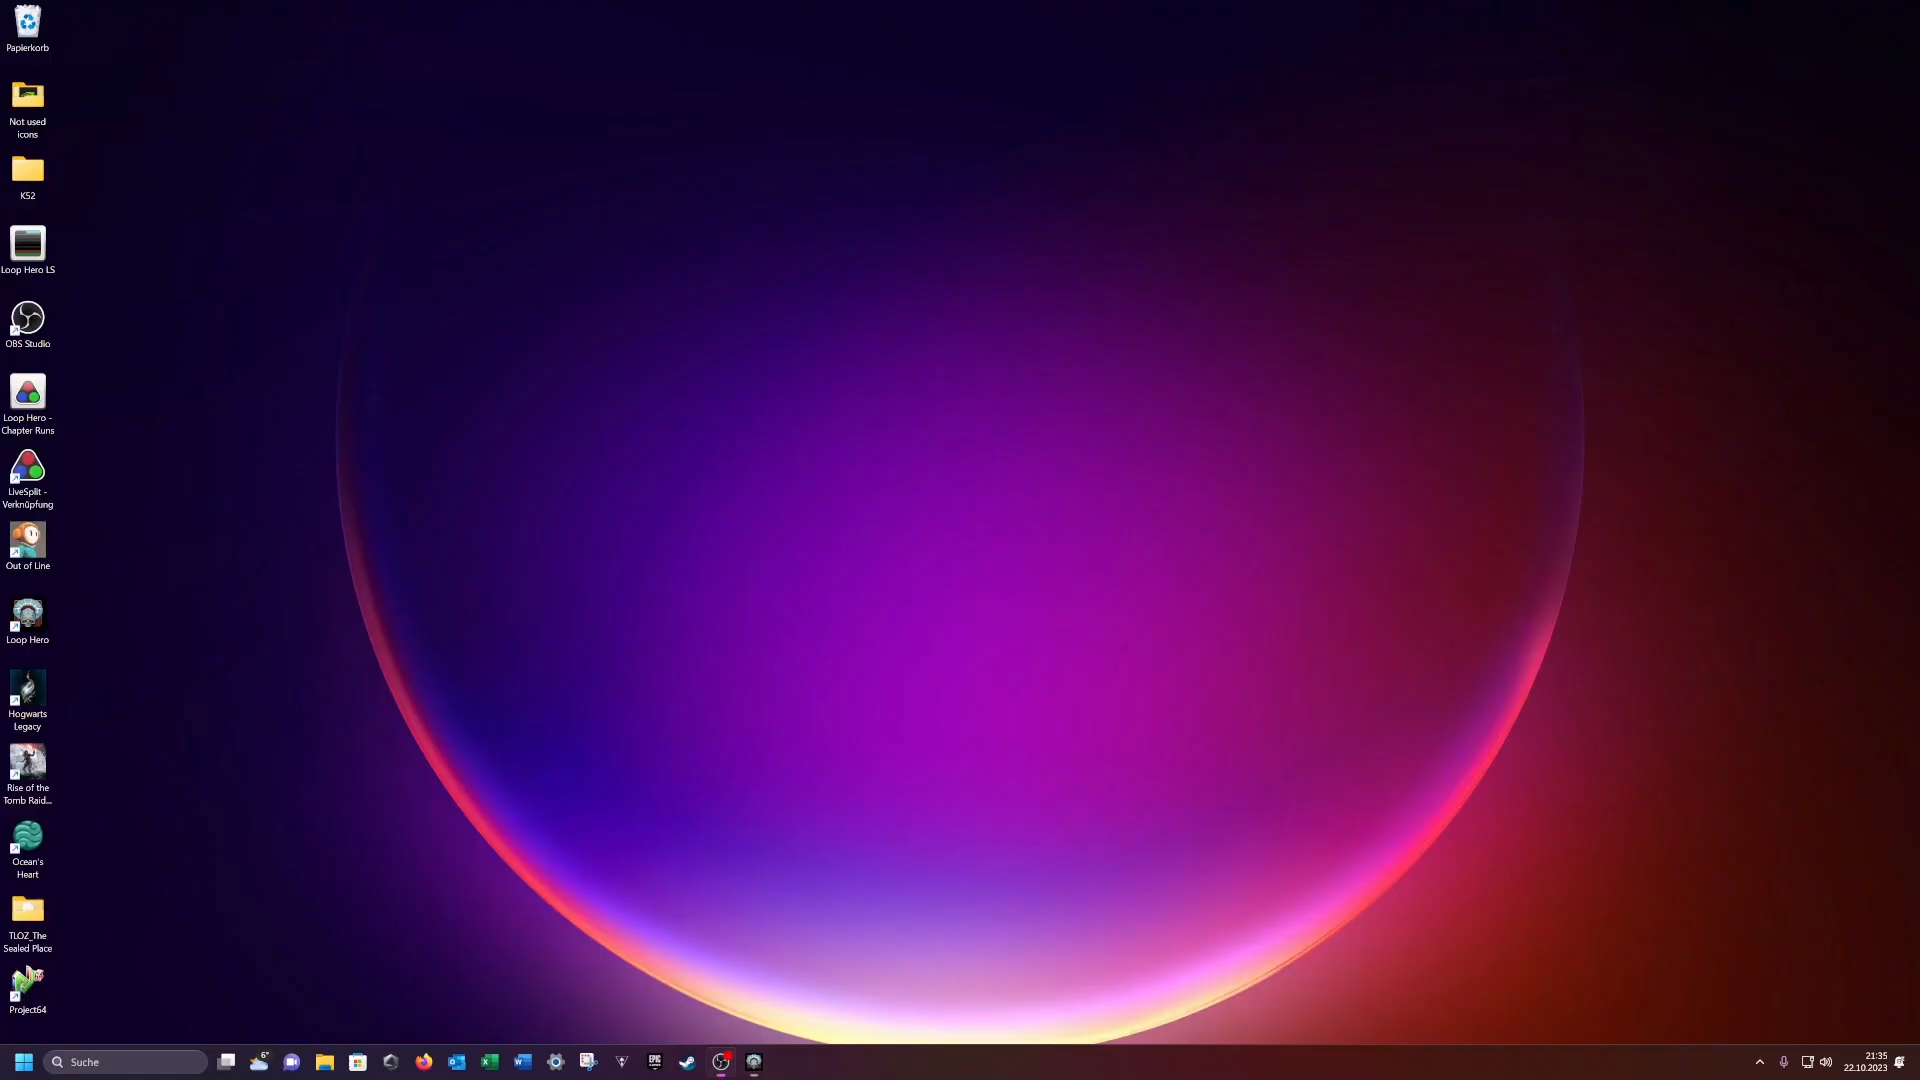 Papierkorb
Not used
icons
K52
Loop Hero LS
OBS Studio
Loop Hero -
Chapter Runs
LiveSplit -
Verknüpfung
Out of Line
Loop Hero
Hogwarts
Legacy
Rise of the
Tomb Raid...
Ocean's
Heart
TLOZ_The
Sealed Place
Project64
Suche
6°
EPIC
21:35
22.10.2023